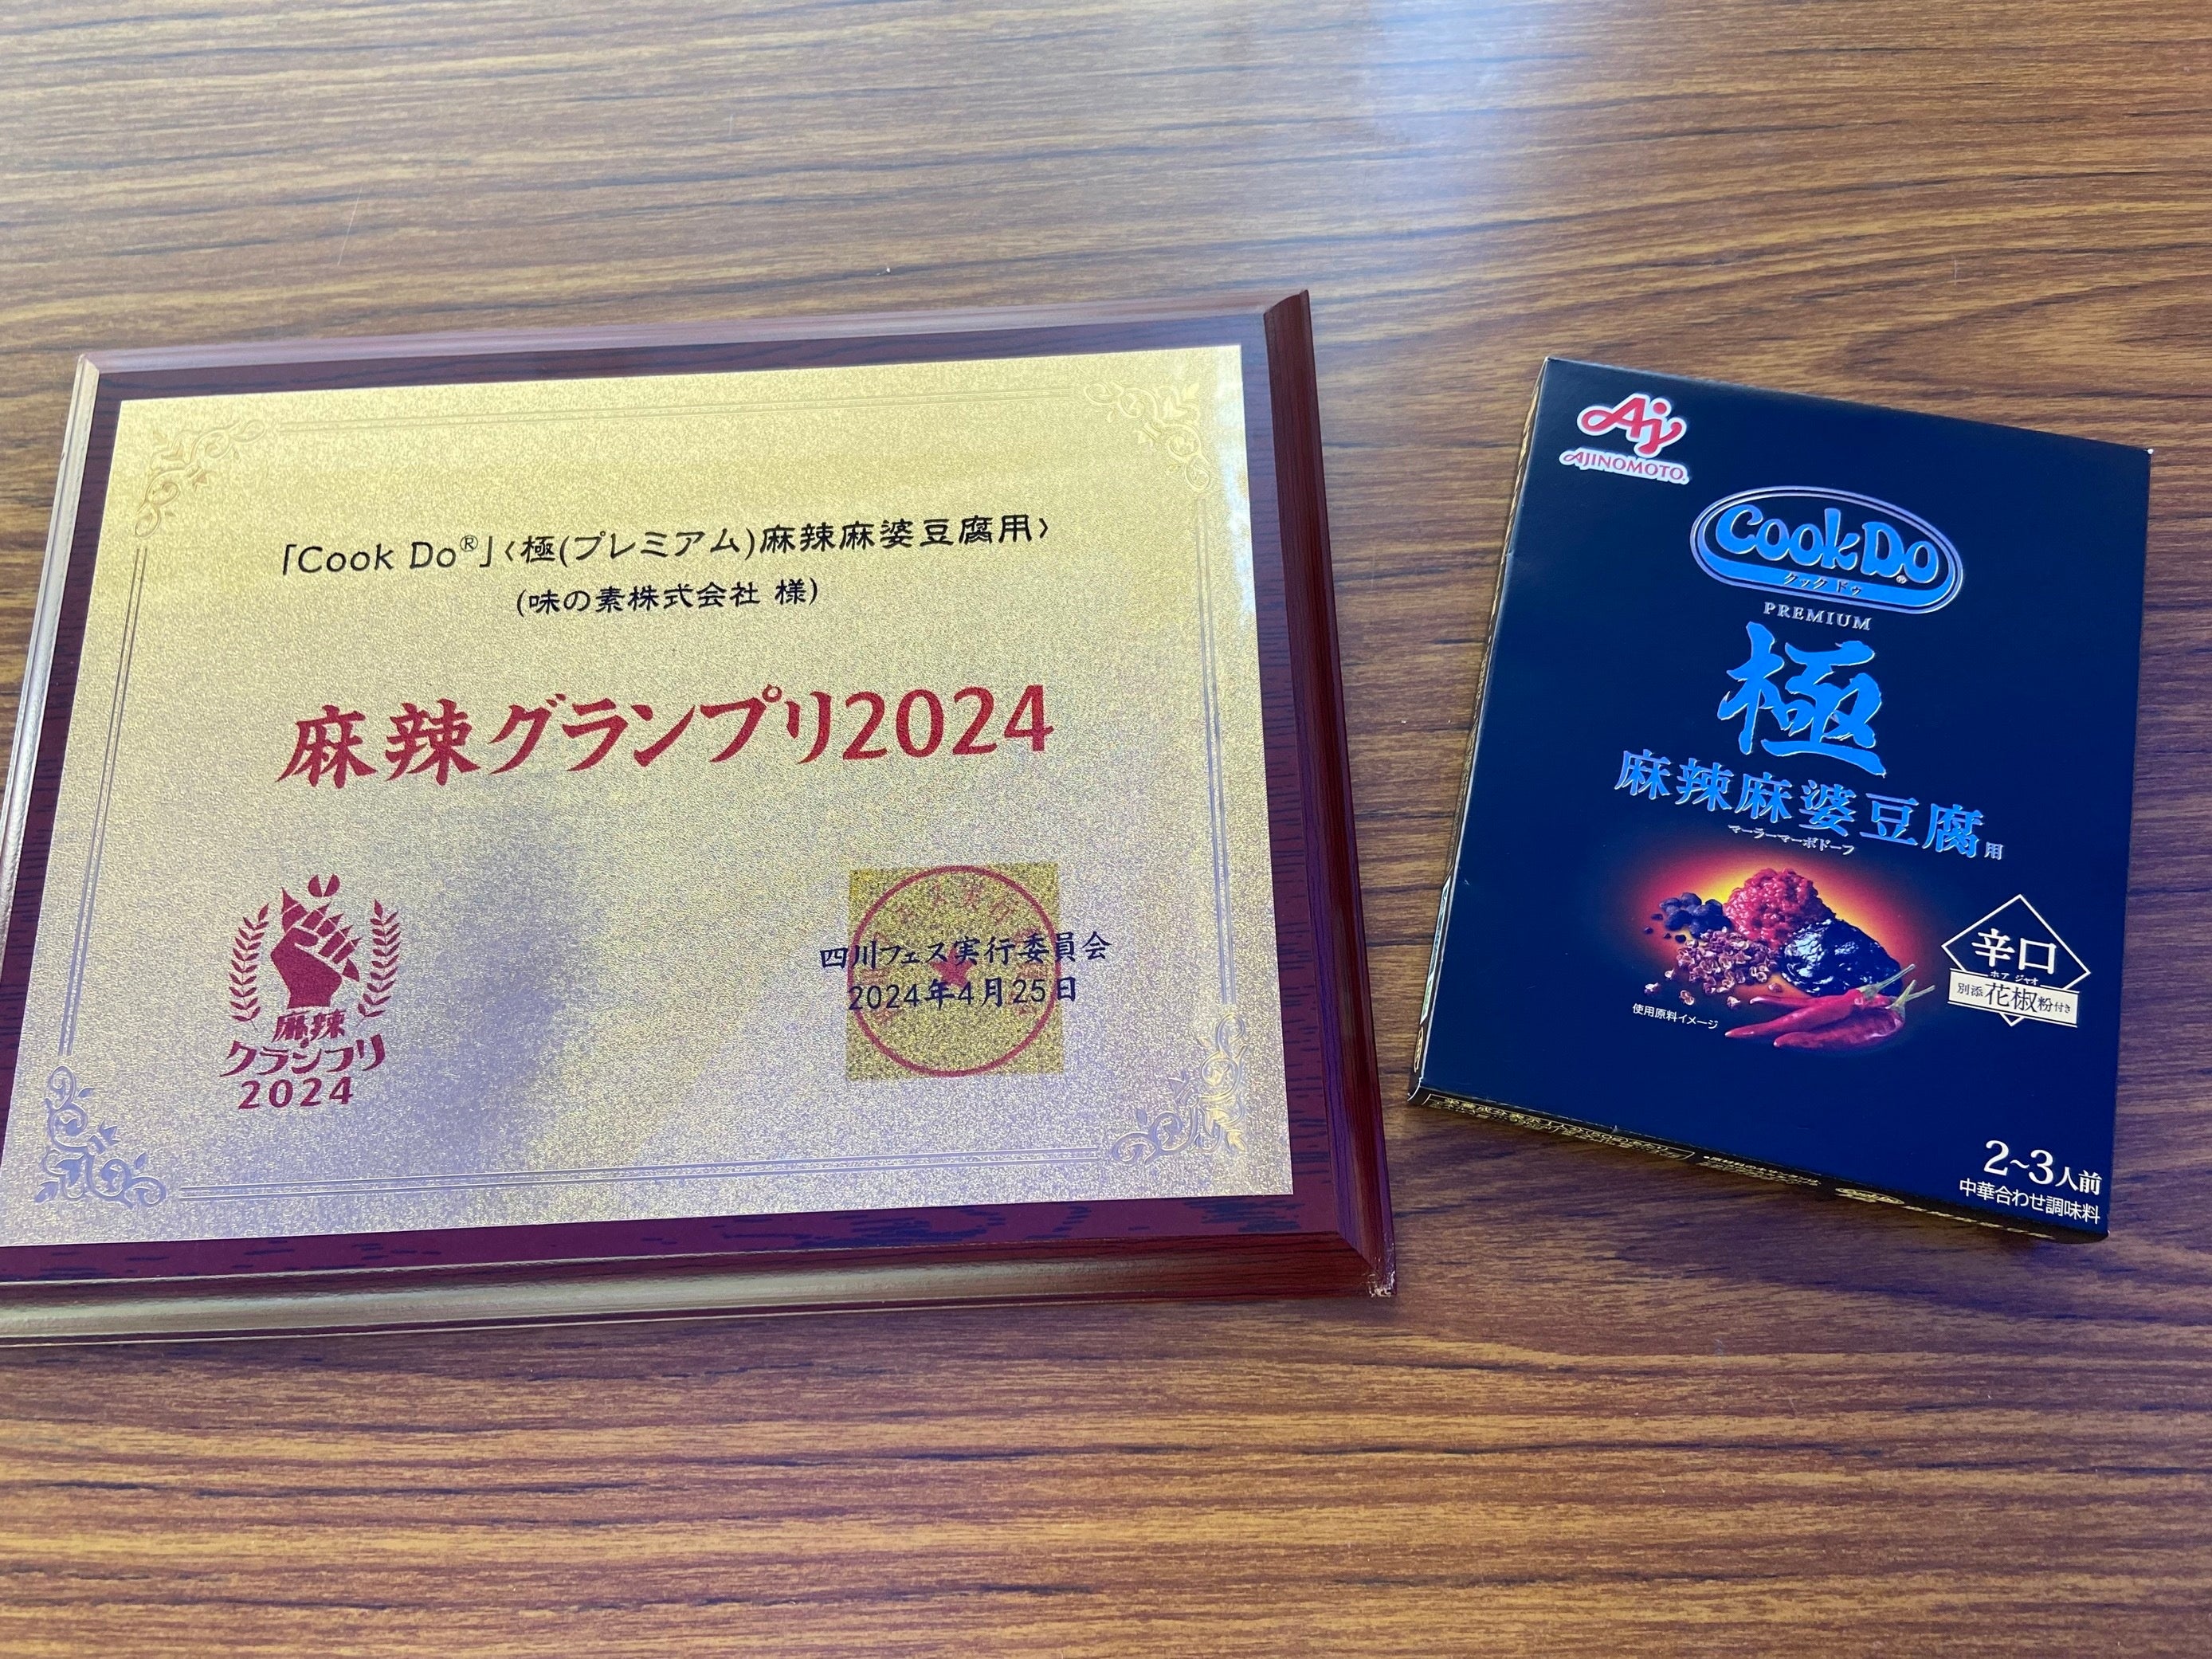 「Cook Do®」〈極(プレミアム)麻辣麻婆豆腐用〉
(味の素株式会社 様)
麻辣グランプリ2024
麻辣
グランプリ
2024
四川フェス実行委員会
2024年4月25日
Aj
AJINOMOTO®
Cook Do®
クック ドゥ
PREMIUM
極
麻辣麻婆豆腐用
マーラーマーボドーフ
辛口
ホア ジャオ
別添花椒粉付き
使用原料イメージ
2~3人前
中華合わせ調味料